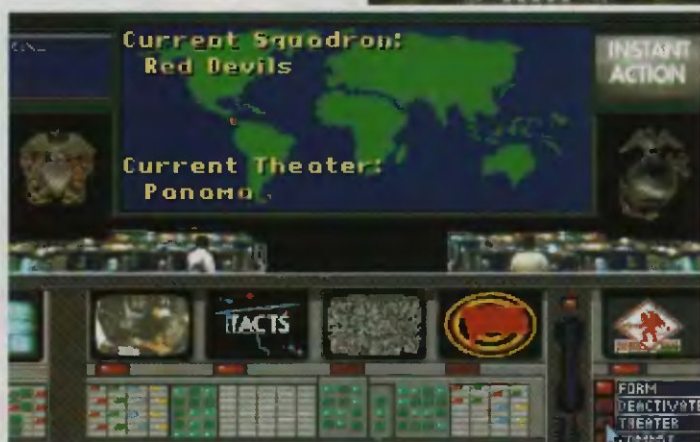 Current Squadron:
Red Devils
INSTANT
ACTION
Current Theater:
Panama
TACTS
FORM
DEACTIVATE
THEATER